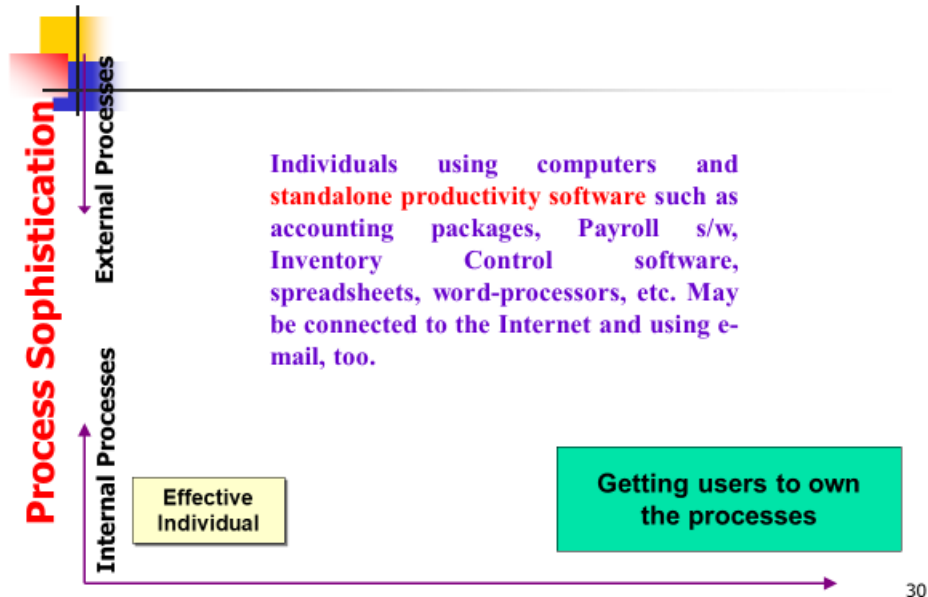 Process Sophistication
External Processes
Internal Processes
Individuals using computers and
standalone productivity software such as
accounting packages, Payroll s/w,
Inventory Control software,
spreadsheets, word-processors, etc. May
be connected to the Internet and using e-
mail, too.
Effective
Individual
Getting users to own
the processes
30